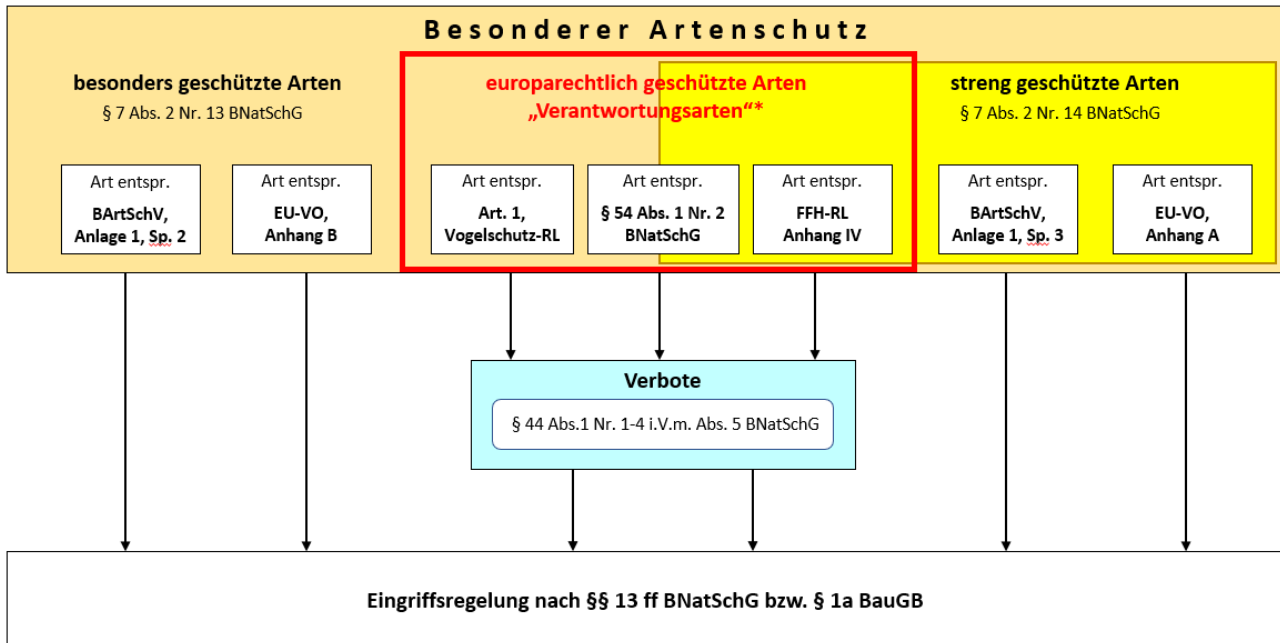 Besonderer Artenschutz
besonders geschützte Arten
§ 7 Abs. 2 Nr. 13 BNatSchG
europarechtlich geschützte Arten
„Verantwortungsarten“*
streng geschützte Arten
§ 7 Abs. 2 Nr. 14 BNatSchG
Art entspr.
BArtSchV,
Anlage 1, Sp. 2
Art entspr.
EU-VO,
Anhang B
Art entspr.
Art. 1,
Vogelschutz-RL
Art entspr.
§ 54 Abs. 1 Nr. 2
BNatSchG
Art entspr.
FFH-RL
Anhang IV
Art entspr.
BArtSchV,
Anlage 1, Sp. 3
Art entspr.
EU-VO,
Anhang A
Verbote
§ 44 Abs.1 Nr. 1-4 i.V.m. Abs. 5 BNatSchG
Eingriffsregelung nach §§ 13 ff BNatSchG bzw. § 1a BauGB